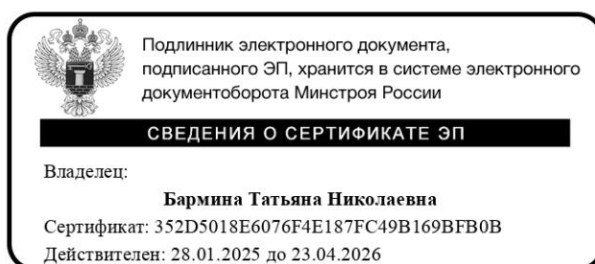 Подлинник электронного документа,
подписанного ЭП, хранится в системе электронного
документоборота Минстроя России
СВЕДЕНИЯ О СЕРТИФИКАТЕ ЭП
Владелец:
Бармина Татьяна Николаевна
Сертификат: 352D5018E6076F4E187FC49B169BFB0B
Действителен: 28.01.2025 до 23.04.2026